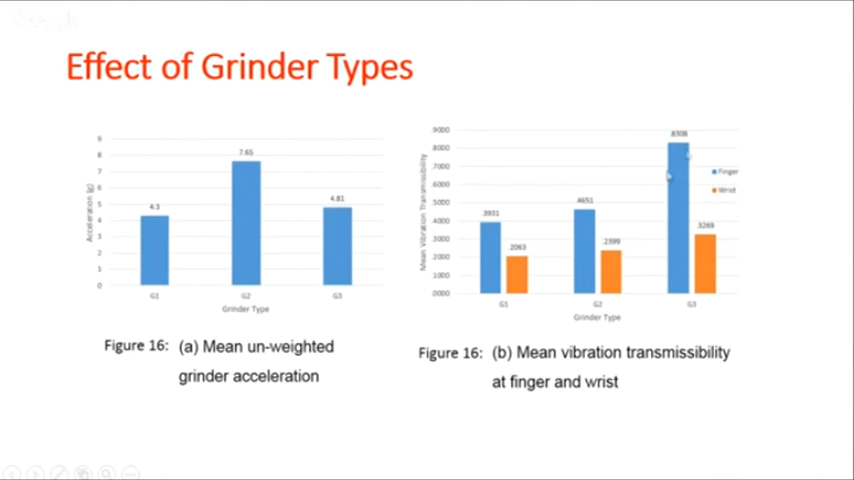 Google
Effect of Grinder Types
9
8
7
6
5
4
3
2
1
0
Acceleration (g)
4.3
7.65
4.81
G1
G2
G3
Grinder Type
Figure 16: (a) Mean un-weighted
grinder acceleration
.9000
.8000
.7000
.6000
.5000
.4000
.3000
.2000
.1000
.0000
Mean Vibration Transmissibility
.3931
.2063
.4651
.2399
.8308
.3269
Finger
Wrist
G1
G2
G3
Grinder Type
Figure 16: (b) Mean vibration transmissibility
at finger and wrist